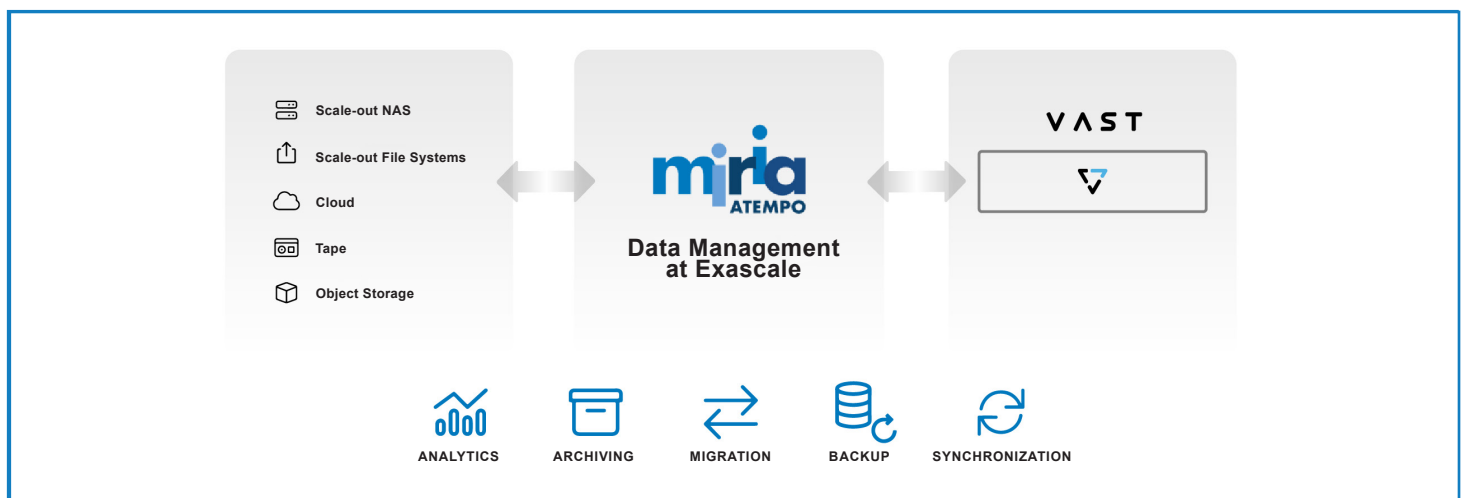 Scale-out NAS
Scale-out File Systems
Cloud
Tape
Object Storage
miria
ATEMPO
Data Management
at Exascale
VAST
ANALYTICS
ARCHIVING
MIGRATION
BACKUP
SYNCHRONIZATION